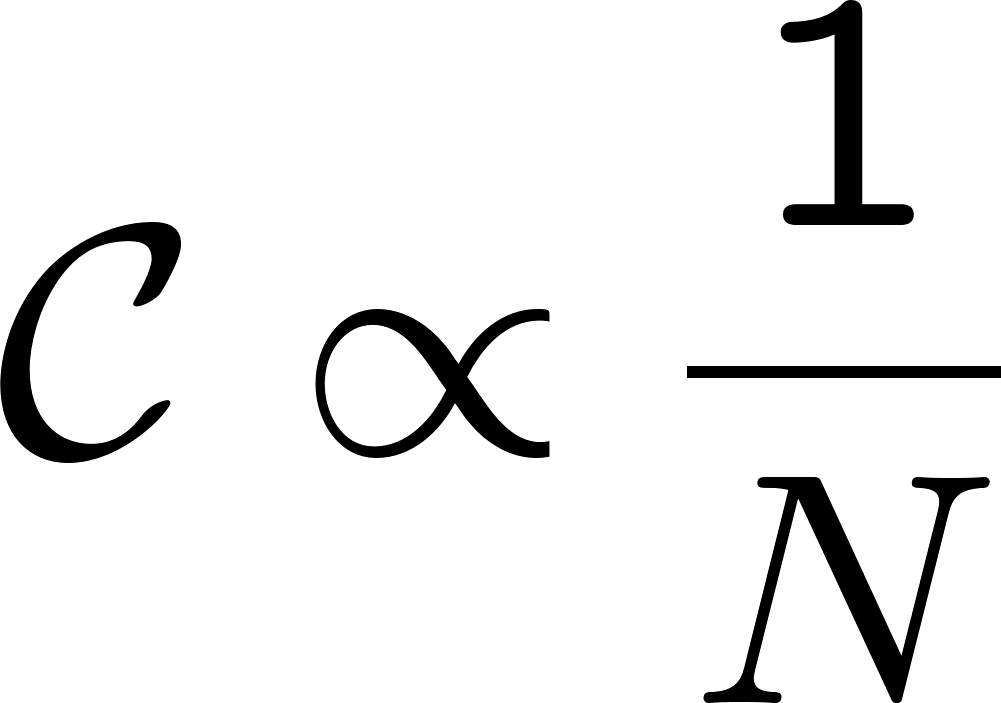 𝒞 ∝ 1/N